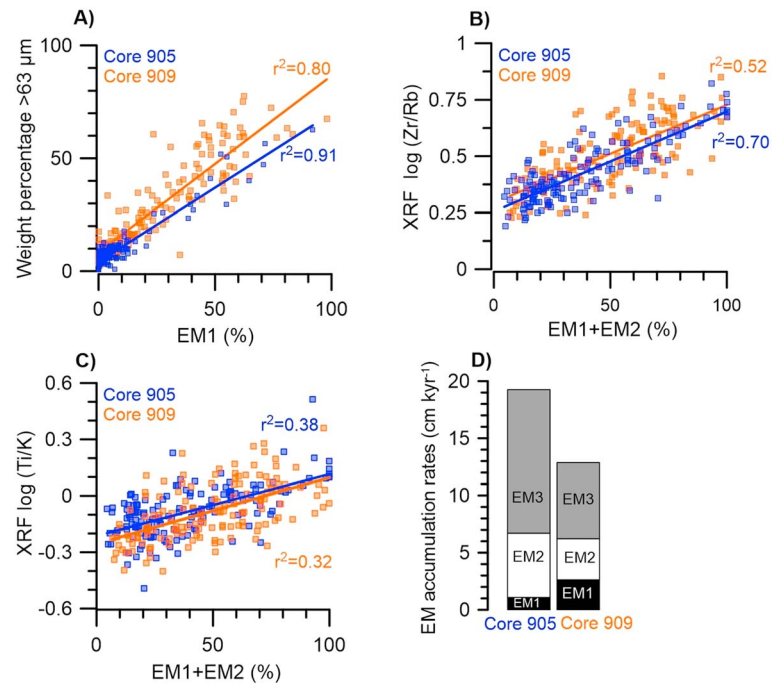 A)
Core 905
Core 909
r²=0.80
r²=0.91
100
50
0
Weight percentage >63 µm
0
50
100
EM1 (%)
B)
Core 905
Core 909
r²=0.52
r²=0.70
1
0.75
0.5
0.25
0
XRF log (Zr/Rb)
0
50
100
EM1+EM2 (%)
C)
Core 905
Core 909
r²=0.38
r²=0.32
0.6
0.3
0
-0.3
-0.6
XRF log (Ti/K)
0
50
100
EM1+EM2 (%)
D)
20
15
10
5
0
EM accumulation rates (cm kyr⁻¹)
EM3
EM2
EM1
EM3
EM2
EM1
Core 905
Core 909